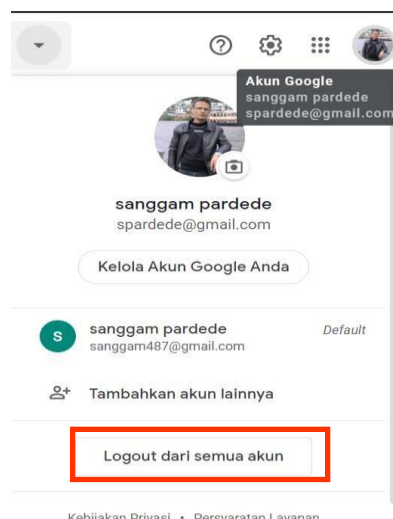 Akun Google
sanggam pardede
spardede@gmail.com
sanggam pardede
spardede@gmail.com
Kelola Akun Google Anda
S
sanggam pardede
Default
sanggam487@gmail.com
Tambahkan akun lainnya
Logout dari semua akun
Kebijakan Privasi • Persyaratan Layanan